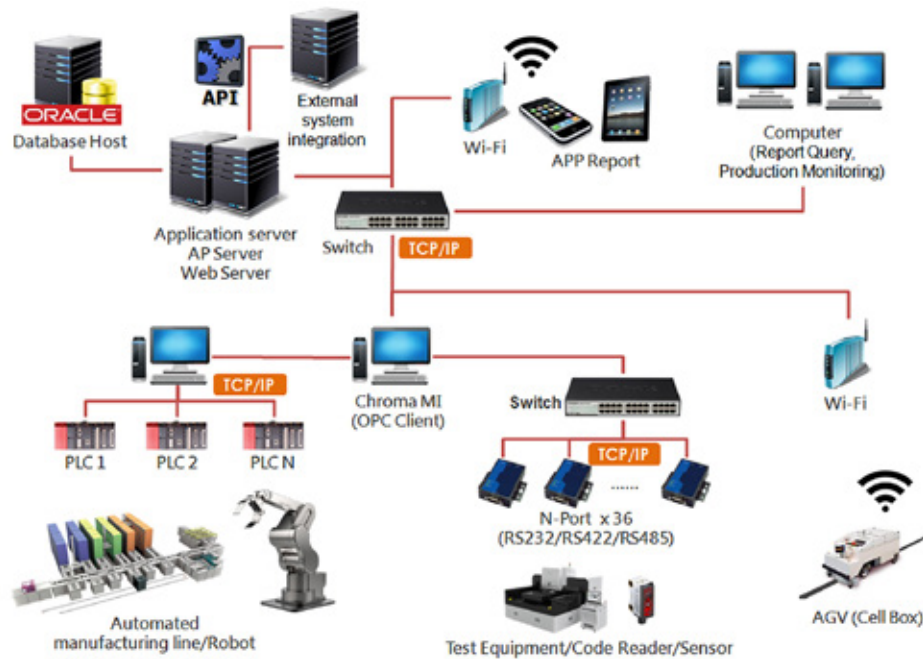 ORACLE
Database Host
API
External
system
integration
Wi-Fi
APP Report
Computer
(Report Query,
Production Monitoring)
Application server
AP Server
Web Server
Switch
TCP/IP
TCP/IP
Chroma MI
(OPC Client)
Switch
Wi-Fi
PLC 1
PLC 2
PLC N
TCP/IP
......
N-Port x 36
(RS232/RS422/RS485)
Automated
manufacturing line/Robot
Test Equipment/Code Reader/Sensor
AGV (Cell Box)